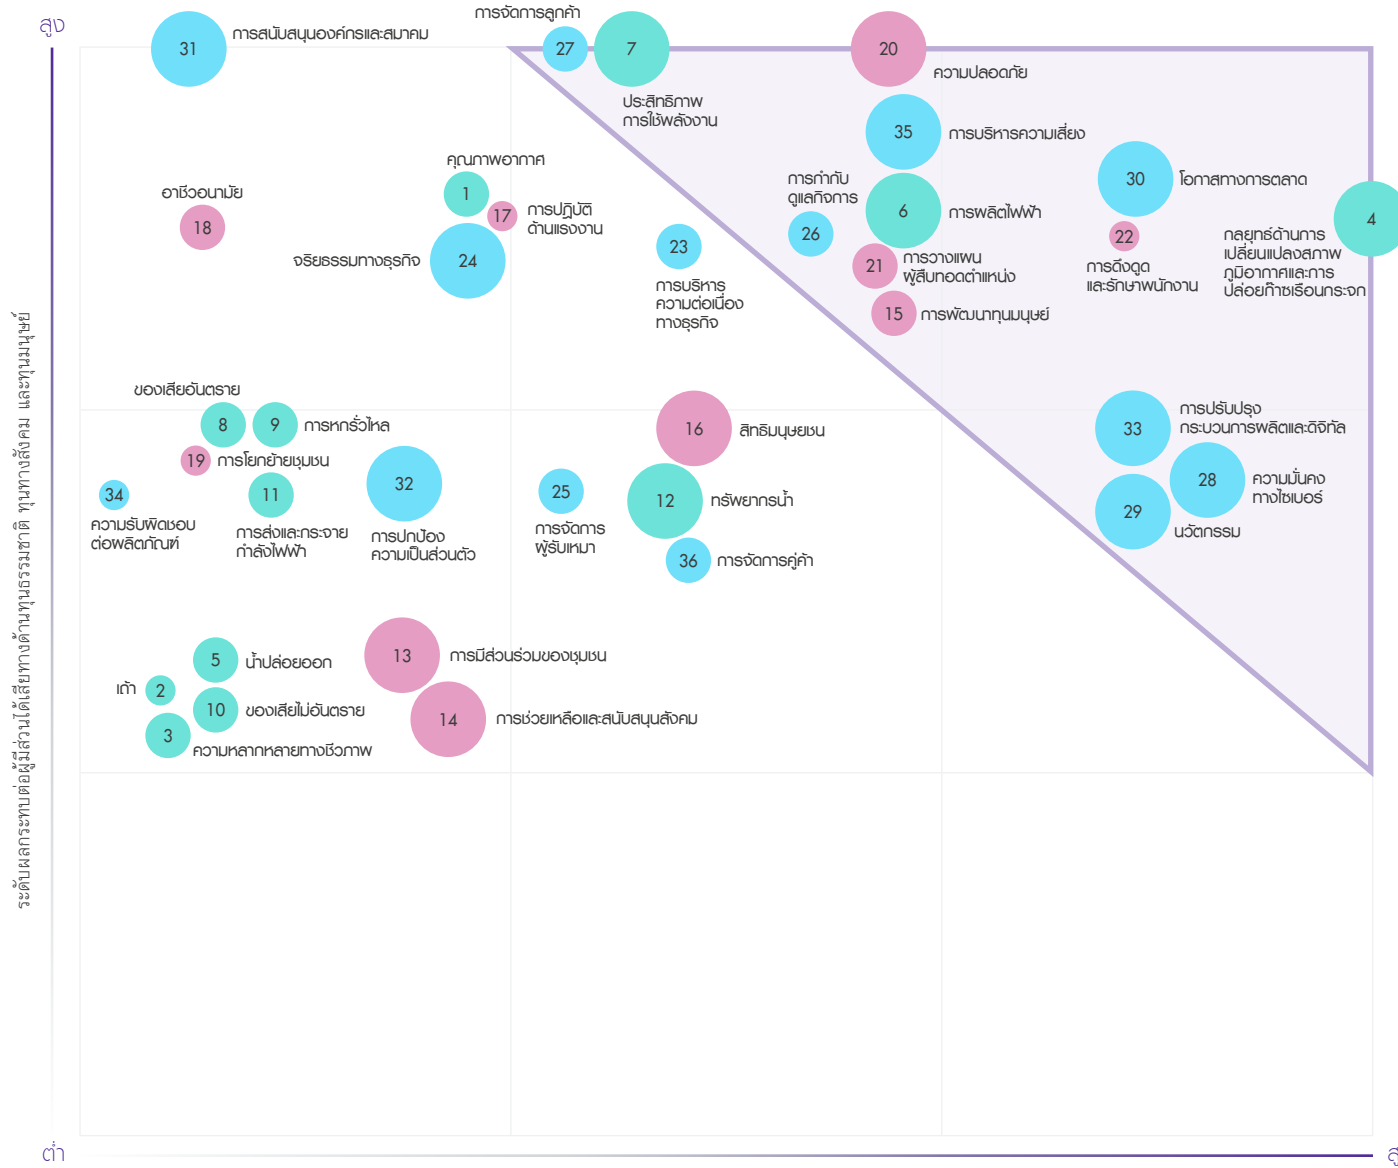 สูง
31
การสนับสนุนองค์กรและสมาคม
การจัดการลูกค้า
27
7
ประสิทธิภาพ
การใช้พลังงาน
20
ความปลอดภัย
35
การบริหารความเสี่ยง
คุณภาพอากาศ
1
17
การปฏิบัติ
ด้านแรงงาน
อาชีวอนามัย
18
จริยธรรมทางธุรกิจ
24
23
การบริหาร
ความต่อเนื่อง
ทางธุรกิจ
การกำกับ
ดูแลกิจการ
26
6
การผลิตไฟฟ้า
21
การวางแผน
ผู้สืบทอดตำแหน่ง
15
การพัฒนาทุนมนุษย์
30
โอกาสทางการตลาด
22
การดึงดูด
และรักษาพนักงาน
4
กลยุทธ์ด้านการ
เปลี่ยนแปลงสภาพ
ภูมิอากาศและการ
ปล่อยก๊าซเรือนกระจก
ระดับผลกระทบต่อผู้มีส่วนได้เสียทางด้านทุนธรรมชาติ ทุนทางสังคม และทุนมนุษย์
ของเสียอันตราย
8
9
การหกรั่วไหล
19
การโยกย้ายชุมชน
34
ความรับผิดชอบ
ต่อผลิตภัณฑ์
11
การส่งและกระจาย
กำลังไฟฟ้า
32
การปกป้อง
ความเป็นส่วนตัว
25
การจัดการ
ผู้รับเหมา
16
สิทธิมนุษยชน
12
ทรัพยากรน้ำ
36
การจัดการคู่ค้า
33
การปรับปรุง
กระบวนการผลิตและดิจิทัล
28
ความมั่นคง
ทางไซเบอร์
29
นวัตกรรม
5
น้ำปล่อยออก
เถ้า
2
10
ของเสียไม่อันตราย
3
ความหลากหลายทางชีวภาพ
13
การมีส่วนร่วมของชุมชน
14
การช่วยเหลือและสนับสนุนสังคม
ต่ำ